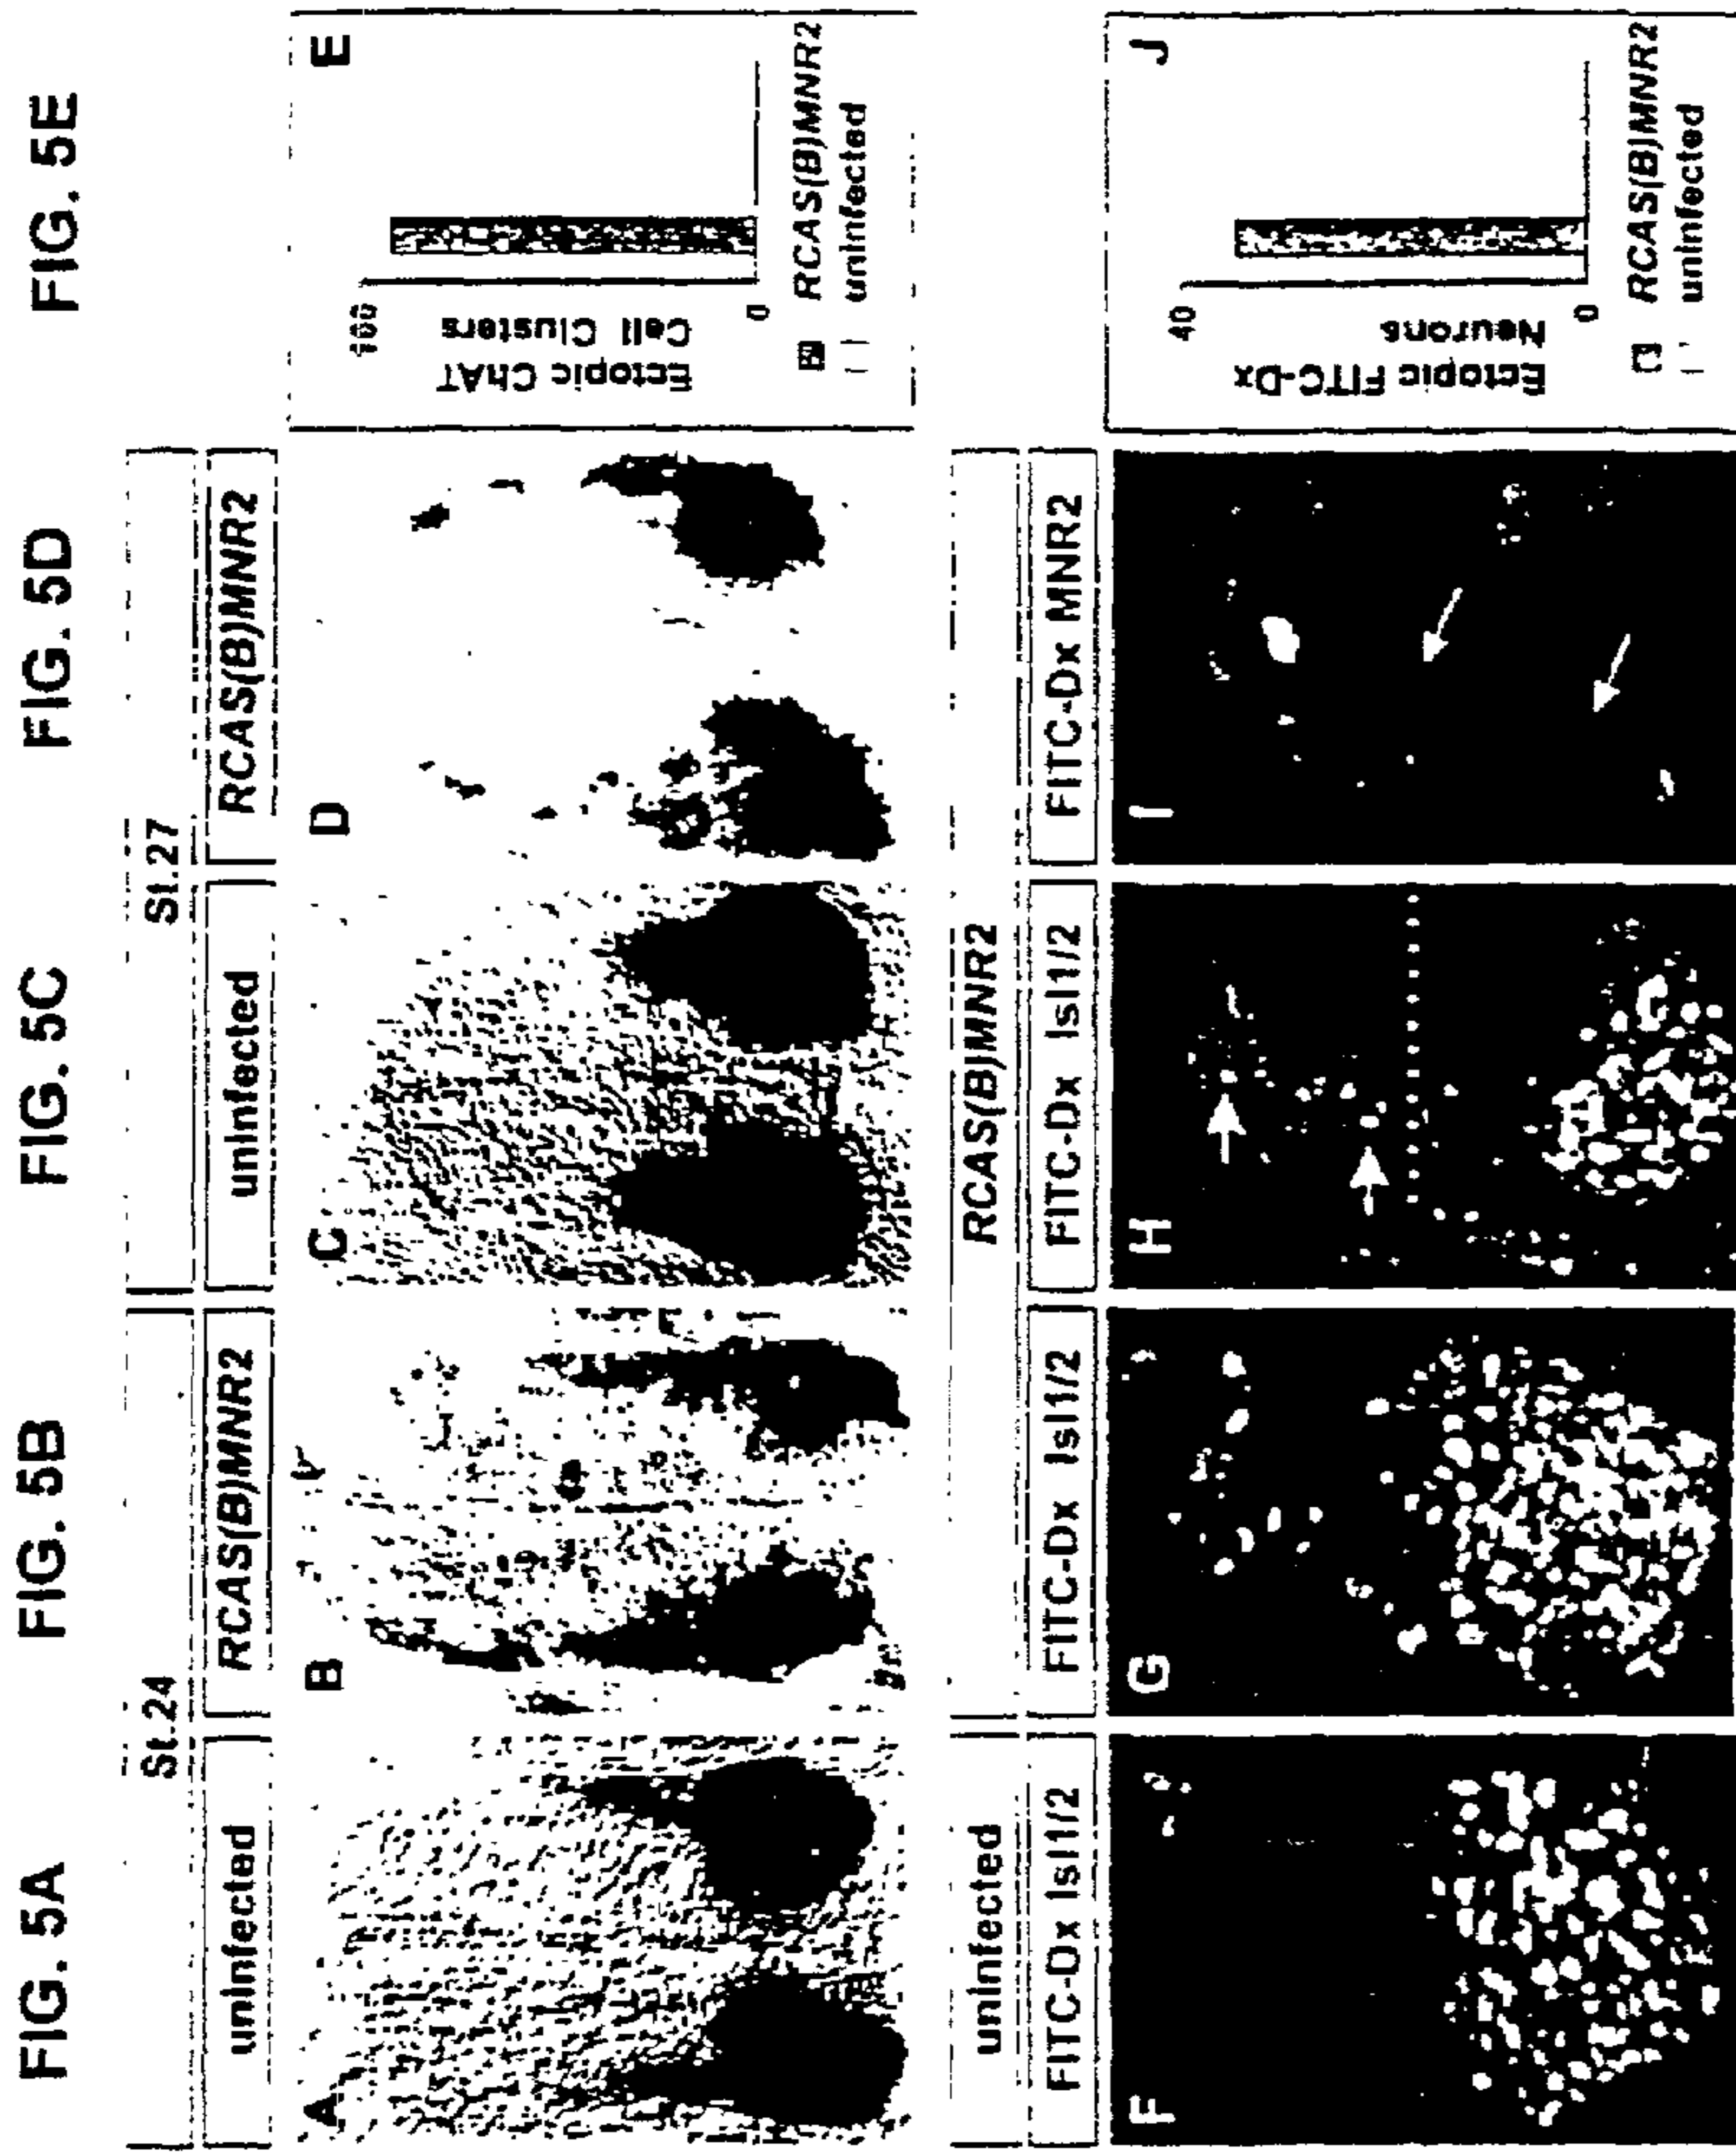 FIG. 5A FIG. 5B FIG. 5C FIG. 5D FIG. 5E
St.24 St.27
uninfected RCAS(B)MNR2 uninfected RCAS(B)MNR2
A B C D E
Ectopic ChAT
Cell Clusters
100
0
RCAS(B)MNR2
uninfected
uninfected RCAS(B)MNR2
FITC-Dx Isl1/2 FITC-Dx Isl1/2 FITC-Dx Isl1/2 FITC-Dx MNR2
F G H I J
Ectopic FITC-Dx
Neurons
40
0
RCAS(B)MNR2
uninfected